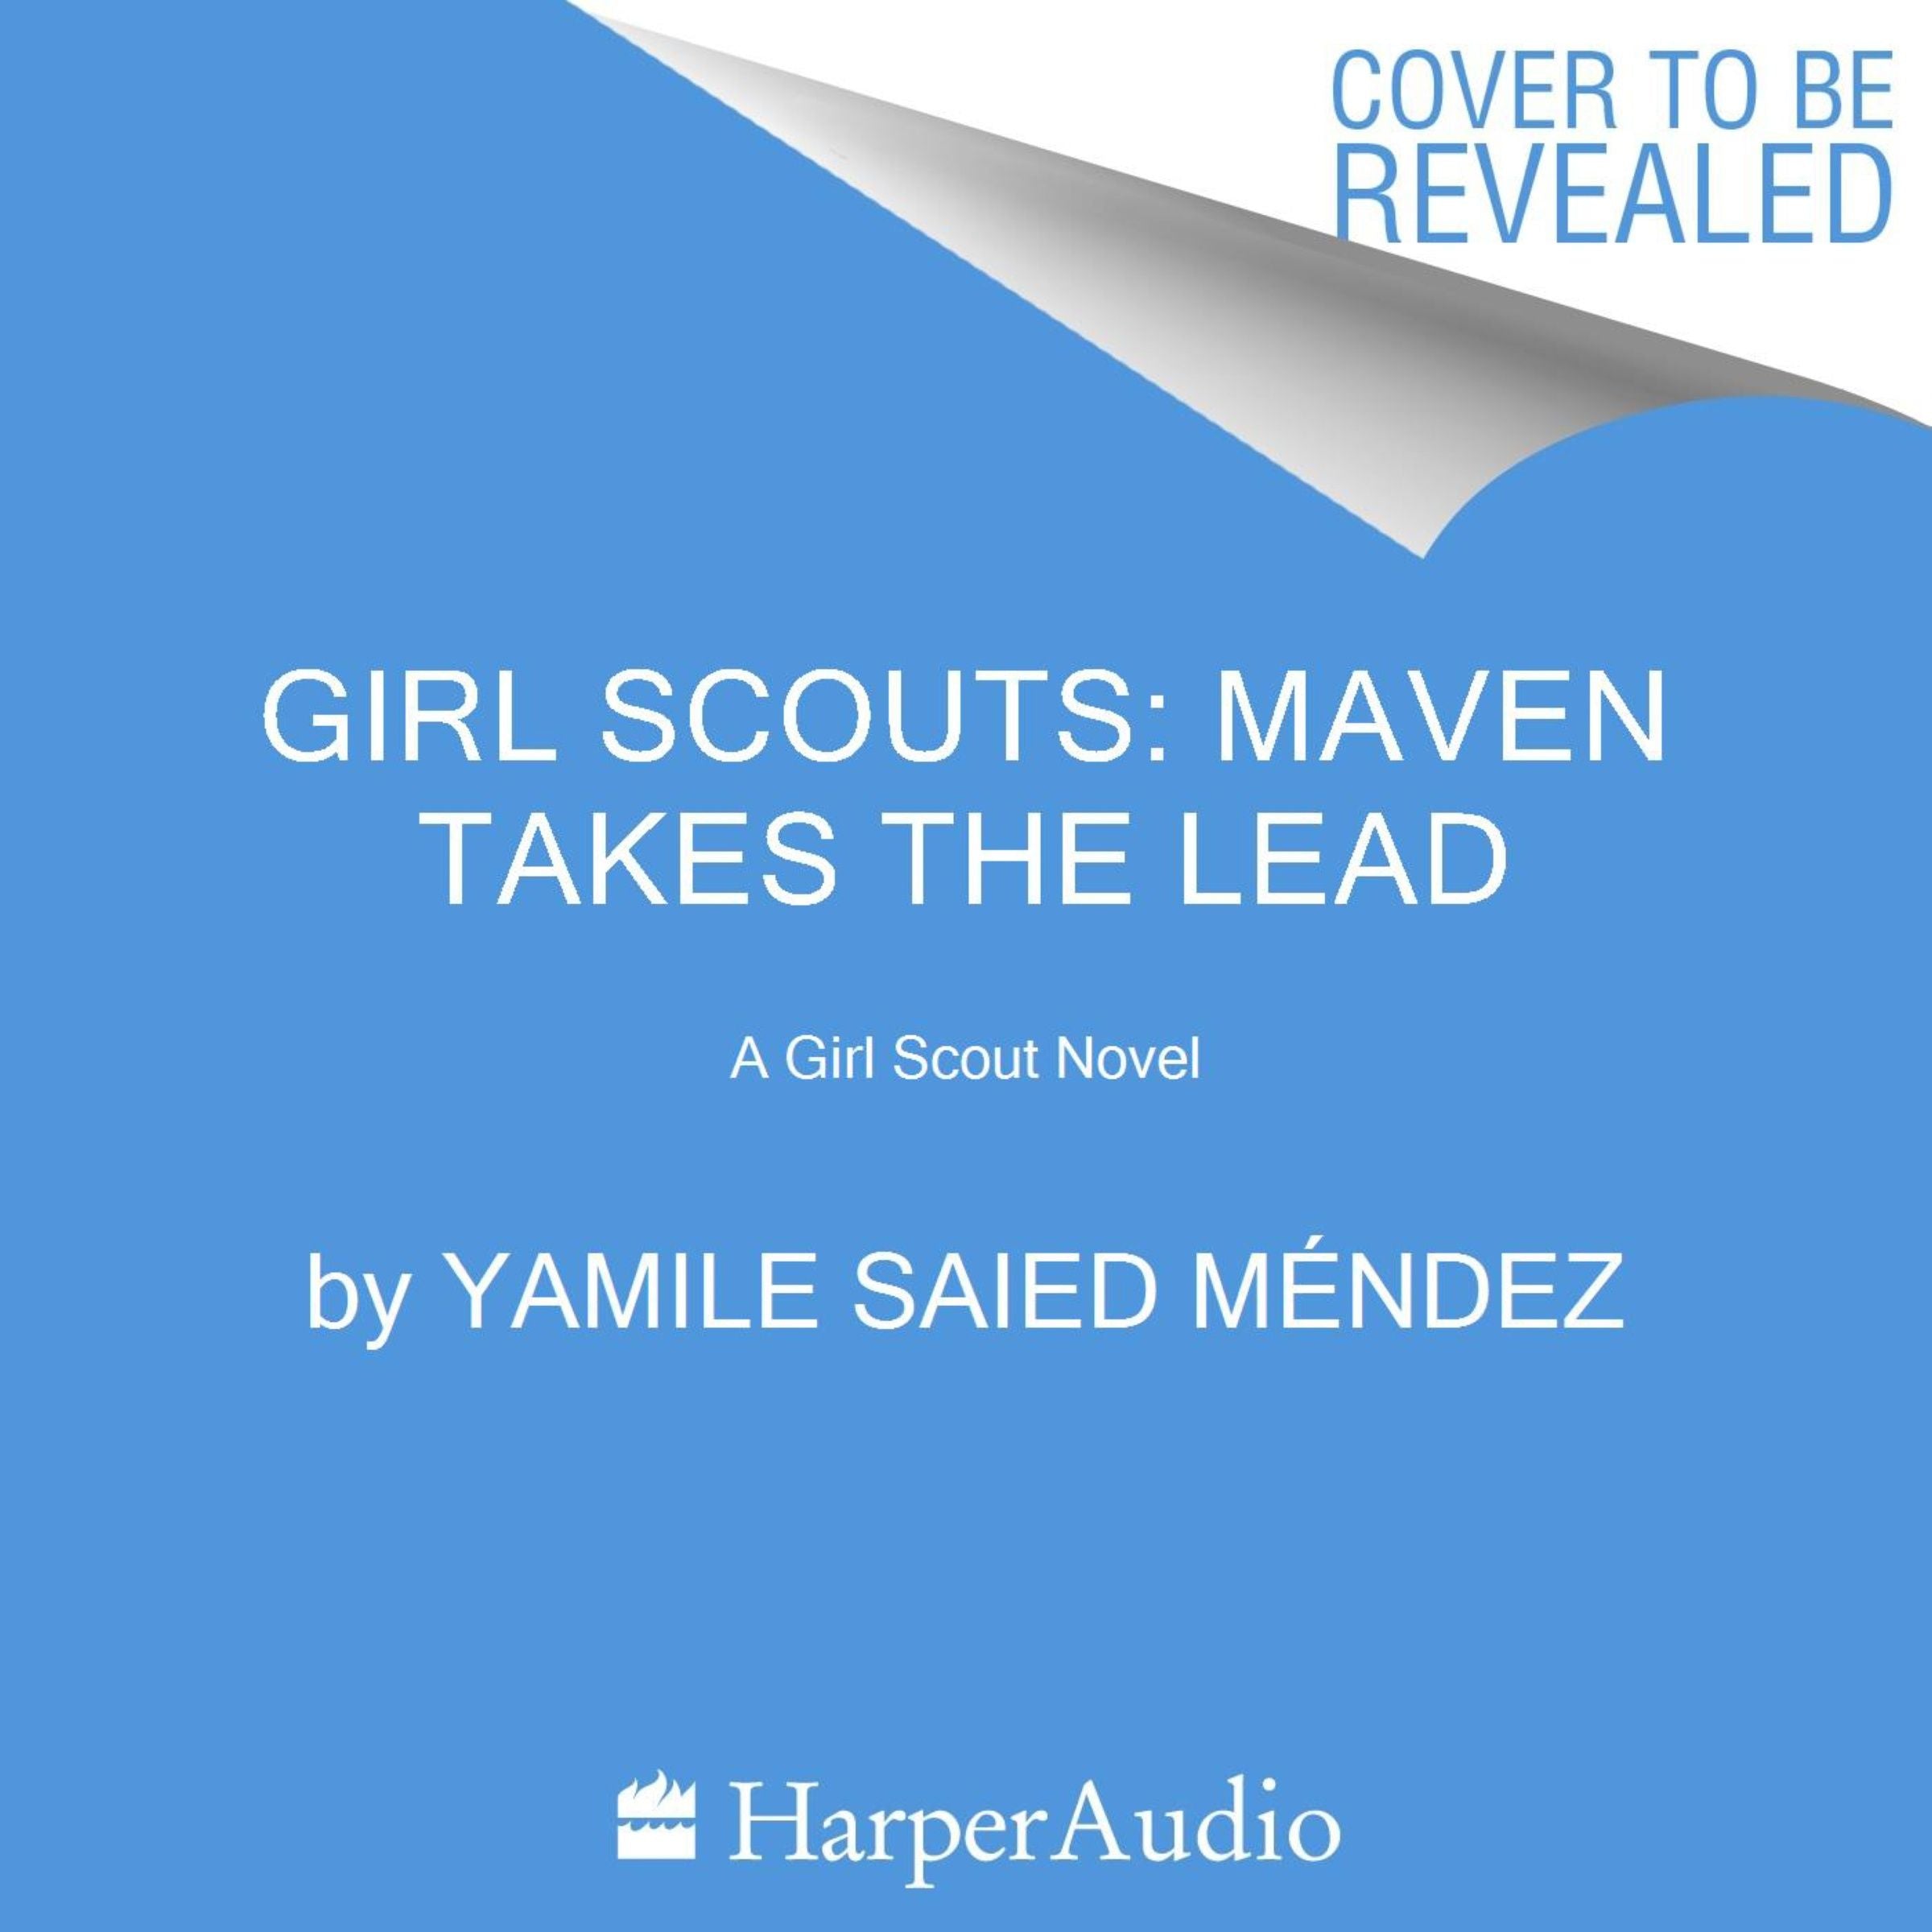 COVER TO BE
REVEALED
GIRL SCOUTS: MAVEN
TAKES THE LEAD
A Girl Scout Novel
by YAMILE SAIED MÉNDEZ
HarperAudio